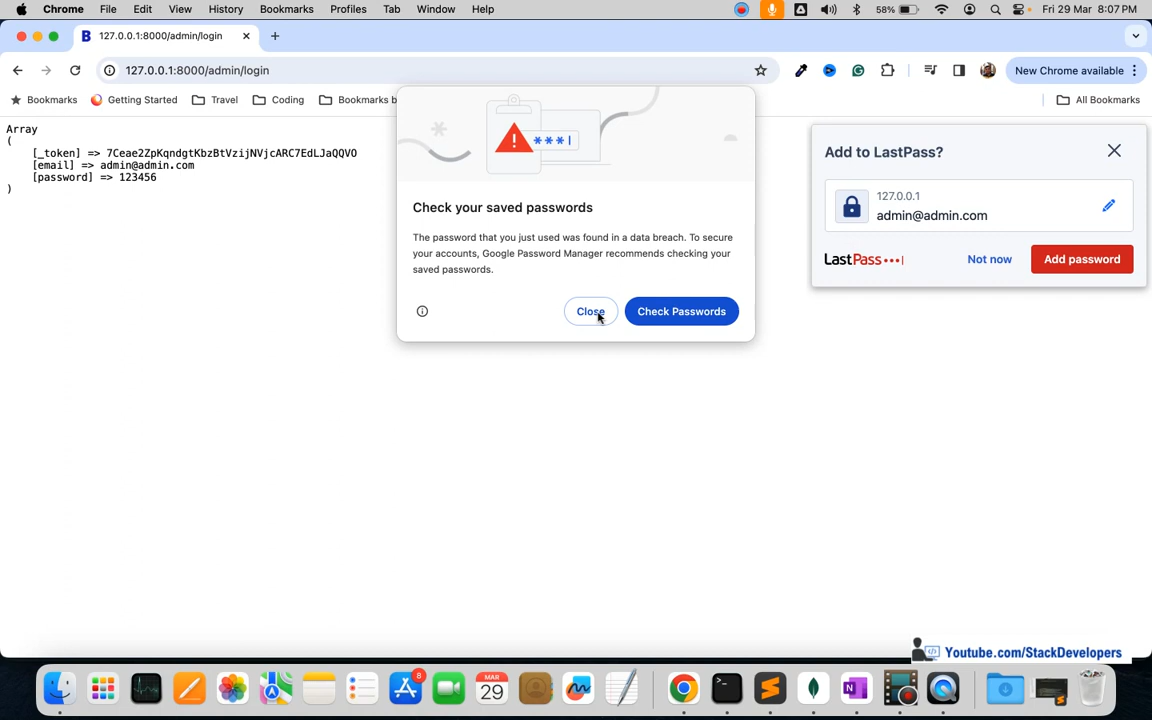 Chrome File Edit View History Bookmarks Profiles Tab Window Help 58% Fri 29 Mar 8:07 PM
127.0.0.1:8000/admin/login
127.0.0.1:8000/admin/login New Chrome available
Bookmarks Getting Started Travel Coding Bookmarks b All Bookmarks
Array
(
[_token] => 7Ceae2ZpKqndgtKbzBtVzijNVjcARC7EdLJaQQVO
[email] => admin@admin.com
[password] => 123456
)
***|
Check your saved passwords
The password that you just used was found in a data breach. To secure
your accounts, Google Password Manager recommends checking your
saved passwords.
Close Check Passwords
Add to LastPass?
127.0.0.1
admin@admin.com
LastPass •••| Not now Add password
Youtube.com/StackDevelopers
8
MAR
29